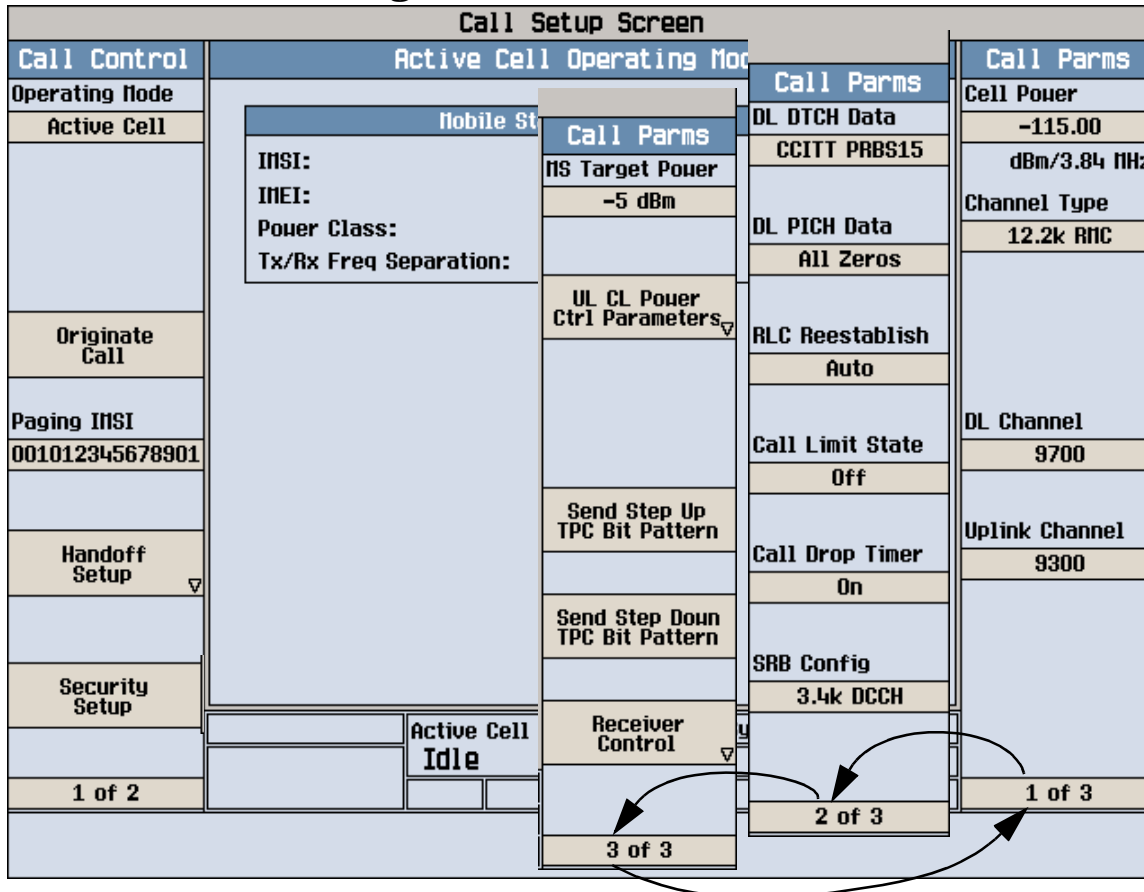 Call Setup Screen
Call Control
Operating Mode
Active Cell
Originate
Call
Paging IMSI
001012345678901
Handoff
Setup
Security
Setup
1 of 2
Active Cell Operating Mod
Mobile St
IMSI:
IMEI:
Power Class:
Tx/Rx Freq Separation:
Active Cell
Idle
Call Parms
MS Target Power
-5 dBm
UL CL Power
Ctrl Parameters
Send Step Up
TPC Bit Pattern
Send Step Down
TPC Bit Pattern
Receiver
Control
3 of 3
Call Parms
DL DTCH Data
CCITT PRBS15
DL PICH Data
All Zeros
RLC Reestablish
Auto
Call Limit State
Off
Call Drop Timer
On
SRB Config
3.4k DCCH
2 of 3
Call Parms
Cell Power
-115.00
dBm/3.84 MHz
Channel Type
12.2k RMC
DL Channel
9700
Uplink Channel
9300
1 of 3